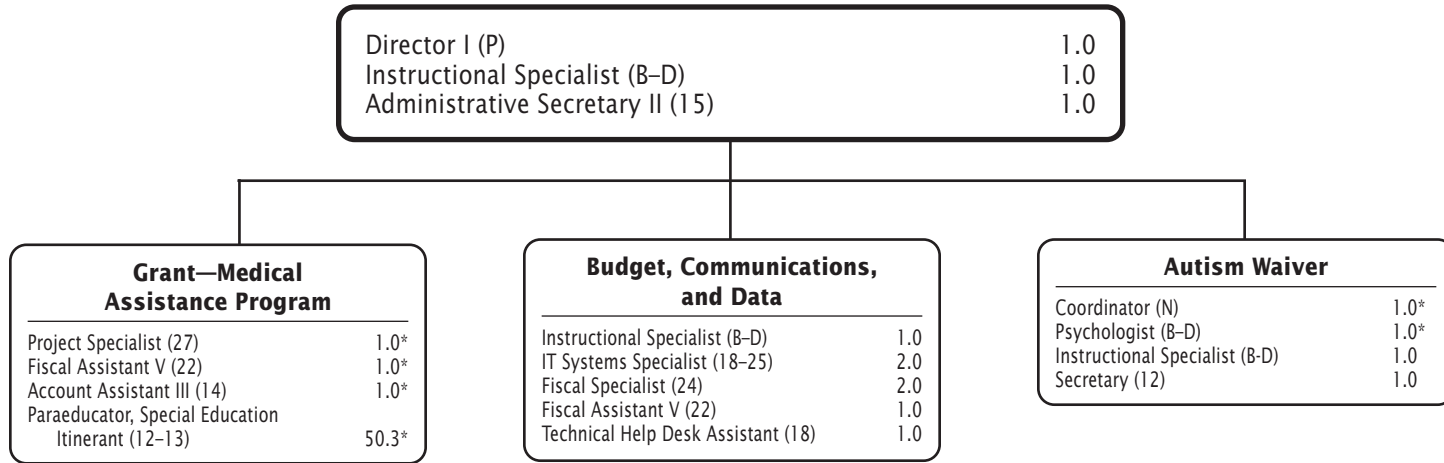 Director I (P) 1.0
Instructional Specialist (B–D) 1.0
Administrative Secretary II (15) 1.0
Grant—Medical
Assistance Program
Project Specialist (27) 1.0*
Fiscal Assistant V (22) 1.0*
Account Assistant III (14) 1.0*
Paraeducator, Special Education
Itinerant (12–13) 50.3*
Budget, Communications,
and Data
Instructional Specialist (B–D) 1.0
IT Systems Specialist (18–25) 2.0
Fiscal Specialist (24) 2.0
Fiscal Assistant V (22) 1.0
Technical Help Desk Assistant (18) 1.0
Autism Waiver
Coordinator (N) 1.0*
Psychologist (B–D) 1.0*
Instructional Specialist (B-D) 1.0
Secretary (12) 1.0